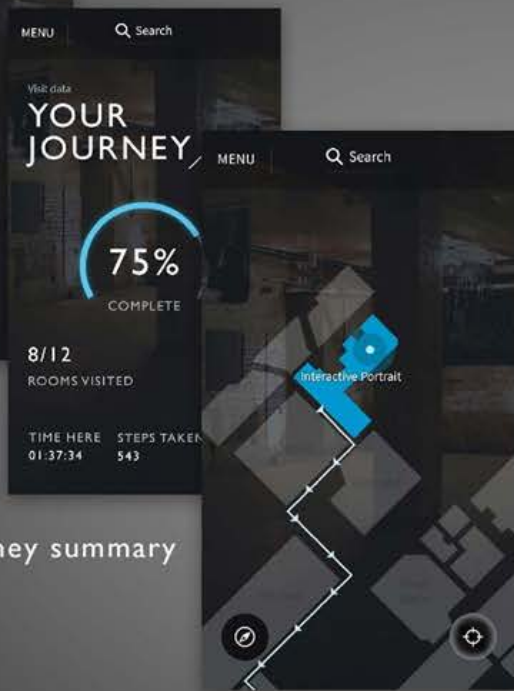 MENU
Search
Visit data
YOUR
JOURNEY
75%
COMPLETE
8/12
ROOMS VISITED
TIME HERE STEPS TAKEN
01:37:34 543
ney summary
MENU
Search
Interactive Portrait